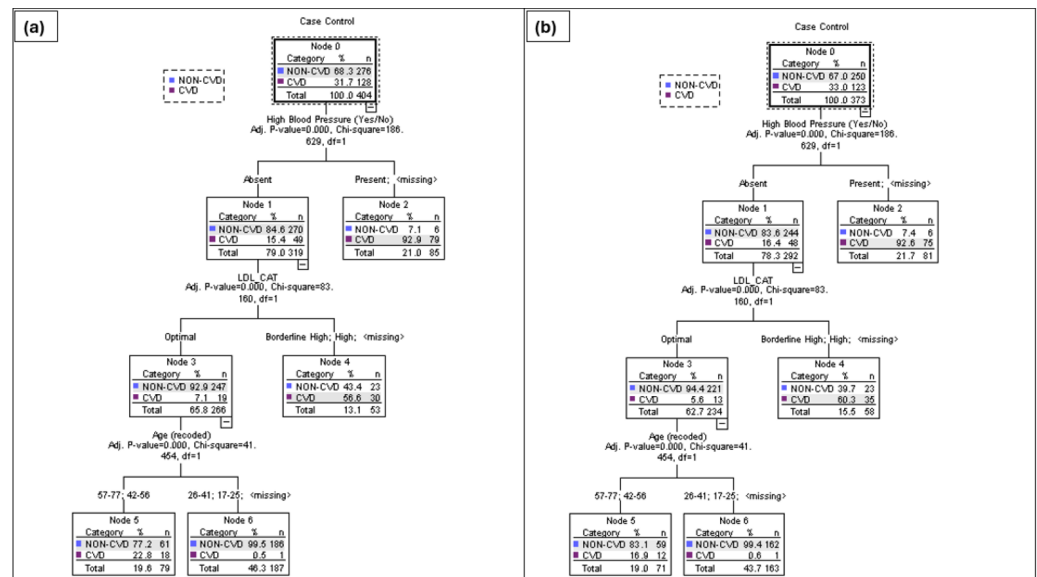 (a)
Case Control
Node 0
Category % n
NON-CVD 68.3 276
CVD 31.7 128
Total 100.0 404
NON-CVD
CVD
High Blood Pressure (Yes/No)
Adj. P-value=0.000, Chi-square=186.
629, df=1
Absent
Present; <missing>
Node 1
Category % n
NON-CVD 84.6 270
CVD 15.4 49
Total 79.0 319
Node 2
Category % n
NON-CVD 7.1 6
CVD 92.9 79
Total 21.0 85
LDL_CAT
Adj. P-value=0.000, Chi-square=83.
160, df=1
Optimal
Borderline High; High; <missing>
Node 3
Category % n
NON-CVD 92.9 247
CVD 7.1 19
Total 65.8 266
Node 4
Category % n
NON-CVD 43.4 23
CVD 56.6 30
Total 13.1 53
Age (recoded)
Adj. P-value=0.000, Chi-square=41.
454, df=1
57-77; 42-56
26-41; 17-25; <missing>
Node 5
Category % n
NON-CVD 77.2 61
CVD 22.8 18
Total 19.6 79
Node 6
Category % n
NON-CVD 99.5 186
CVD 0.5 1
Total 46.3 187
(b)
Case Control
Node 0
Category % n
NON-CVD 67.0 250
CVD 33.0 123
Total 100.0 373
NON-CVD
CVD
High Blood Pressure (Yes/No)
Adj. P-value=0.000, Chi-square=186.
629, df=1
Absent
Present; <missing>
Node 1
Category % n
NON-CVD 83.6 244
CVD 16.4 48
Total 78.3 292
Node 2
Category % n
NON-CVD 7.4 6
CVD 92.6 75
Total 21.7 81
LDL_CAT
Adj. P-value=0.000, Chi-square=83.
160, df=1
Optimal
Borderline High; High; <missing>
Node 3
Category % n
NON-CVD 94.4 221
CVD 5.6 13
Total 62.7 234
Node 4
Category % n
NON-CVD 39.7 23
CVD 60.3 35
Total 15.5 58
Age (recoded)
Adj. P-value=0.000, Chi-square=41.
454, df=1
57-77; 42-56
26-41; 17-25; <missing>
Node 5
Category % n
NON-CVD 83.1 59
CVD 16.9 12
Total 19.0 71
Node 6
Category % n
NON-CVD 99.4 162
CVD 0.6 1
Total 43.7 163